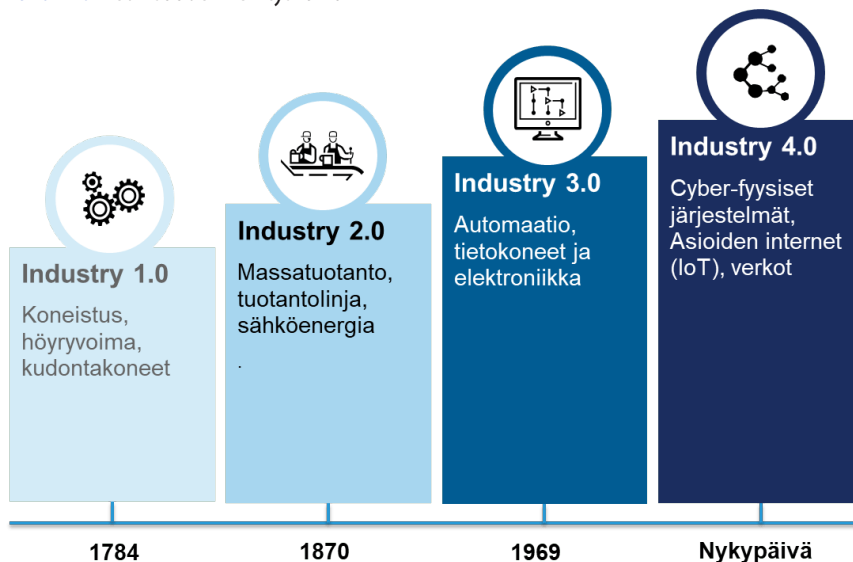 Industry 1.0
Koneistus,
höyryvoima,
kudontakoneet
Industry 2.0
Massatuotanto,
tuotantolinja,
sähköenergia
.
Industry 3.0
Automaatio,
tietokoneet ja
elektroniikka
Industry 4.0
Cyber-fyysiset
järjestelmät,
Asioiden internet
(IoT), verkot
1784
1870
1969
Nykypäivä